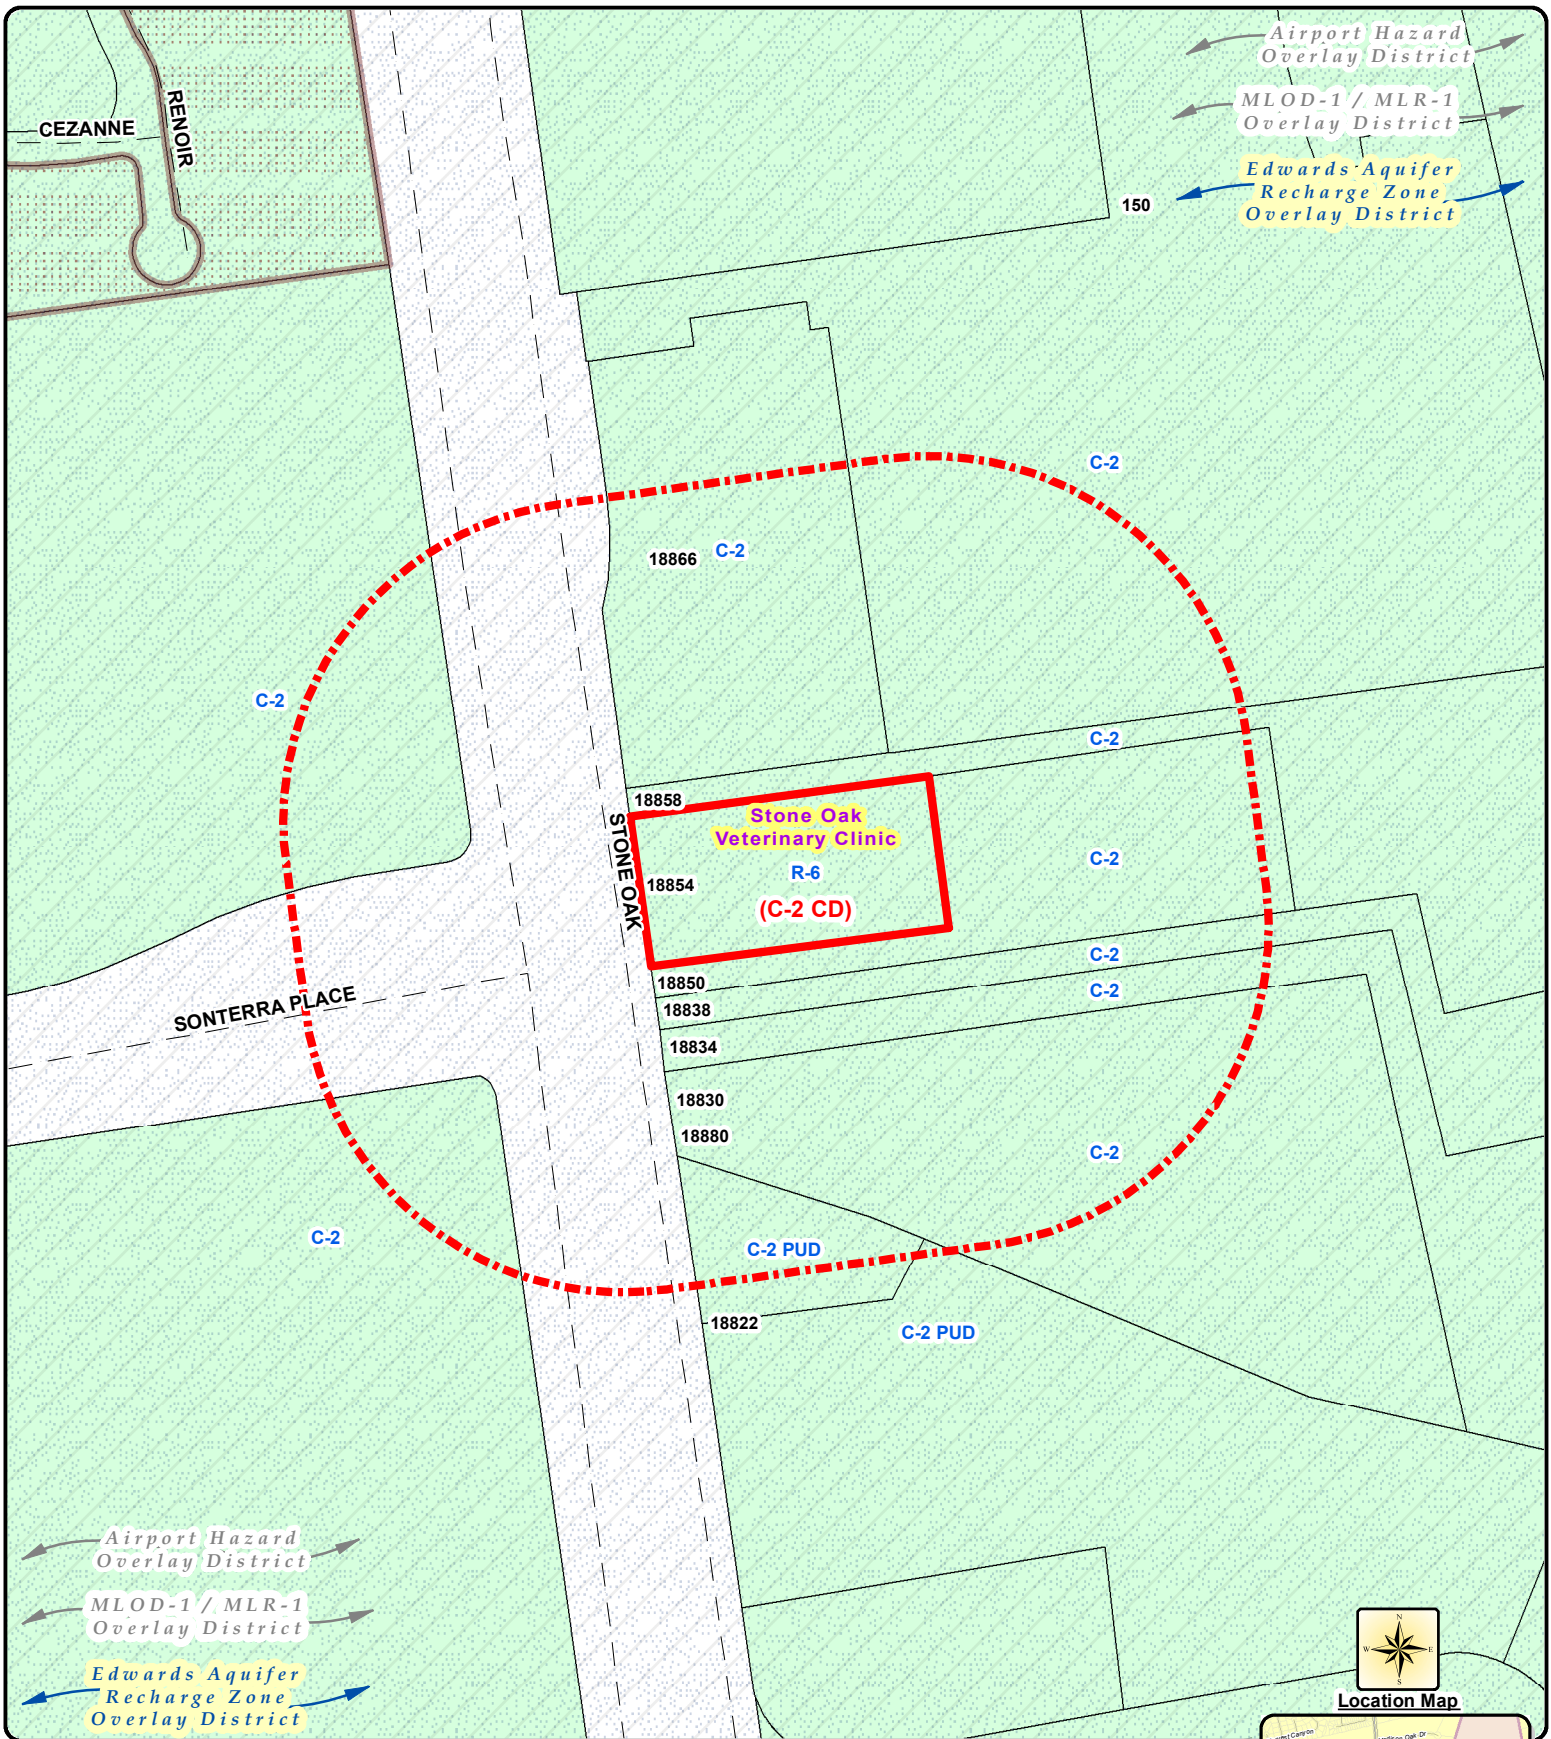 Airport Hazard
Overlay District
MLOD-1 / MLR-1
Overlay District
Edwards Aquifer
Recharge Zone
Overlay District
CEZANNE
RENOIR
150
C-2
18866
C-2
C-2
C-2
18858
STONE OAK
Stone Oak
Veterinary Clinic
R-6
18854
(C-2 CD)
C-2
C-2
18850
C-2
18838
SONTERRA PLACE
18834
18830
18880
C-2
C-2
C-2 PUD
18822
C-2 PUD
Airport Hazard
Overlay District
MLOD-1 / MLR-1
Overlay District
Edwards Aquifer
Recharge Zone
Overlay District
N
W
E
S
Location Map
Canyon
Oak Dr